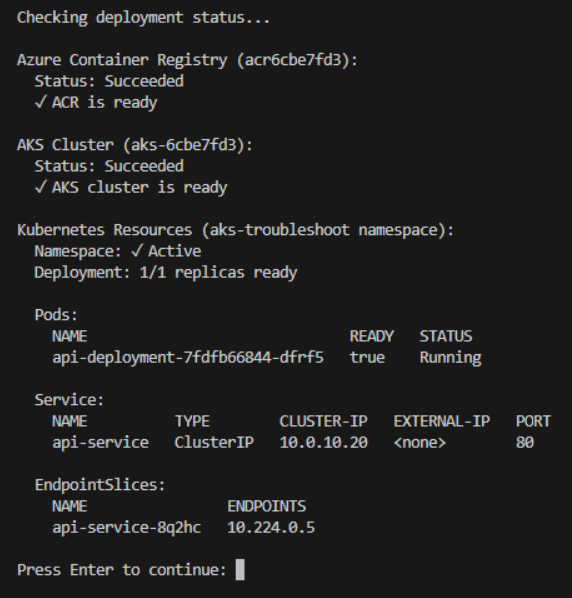 Checking deployment status...
Azure Container Registry (acr6cbe7fd3):
Status: Succeeded
✓ ACR is ready
AKS Cluster (aks-6cbe7fd3):
Status: Succeeded
✓ AKS cluster is ready
Kubernetes Resources (aks-troubleshoot namespace):
Namespace: ✓ Active
Deployment: 1/1 replicas ready
Pods:
NAME READY STATUS
api-deployment-7fdfb66844-dfrf5 true Running
Service:
NAME TYPE CLUSTER-IP EXTERNAL-IP PORT
api-service ClusterIP 10.0.10.20 <none> 80
EndpointSlices:
NAME ENDPOINTS
api-service-8q2hc 10.224.0.5
Press Enter to continue: